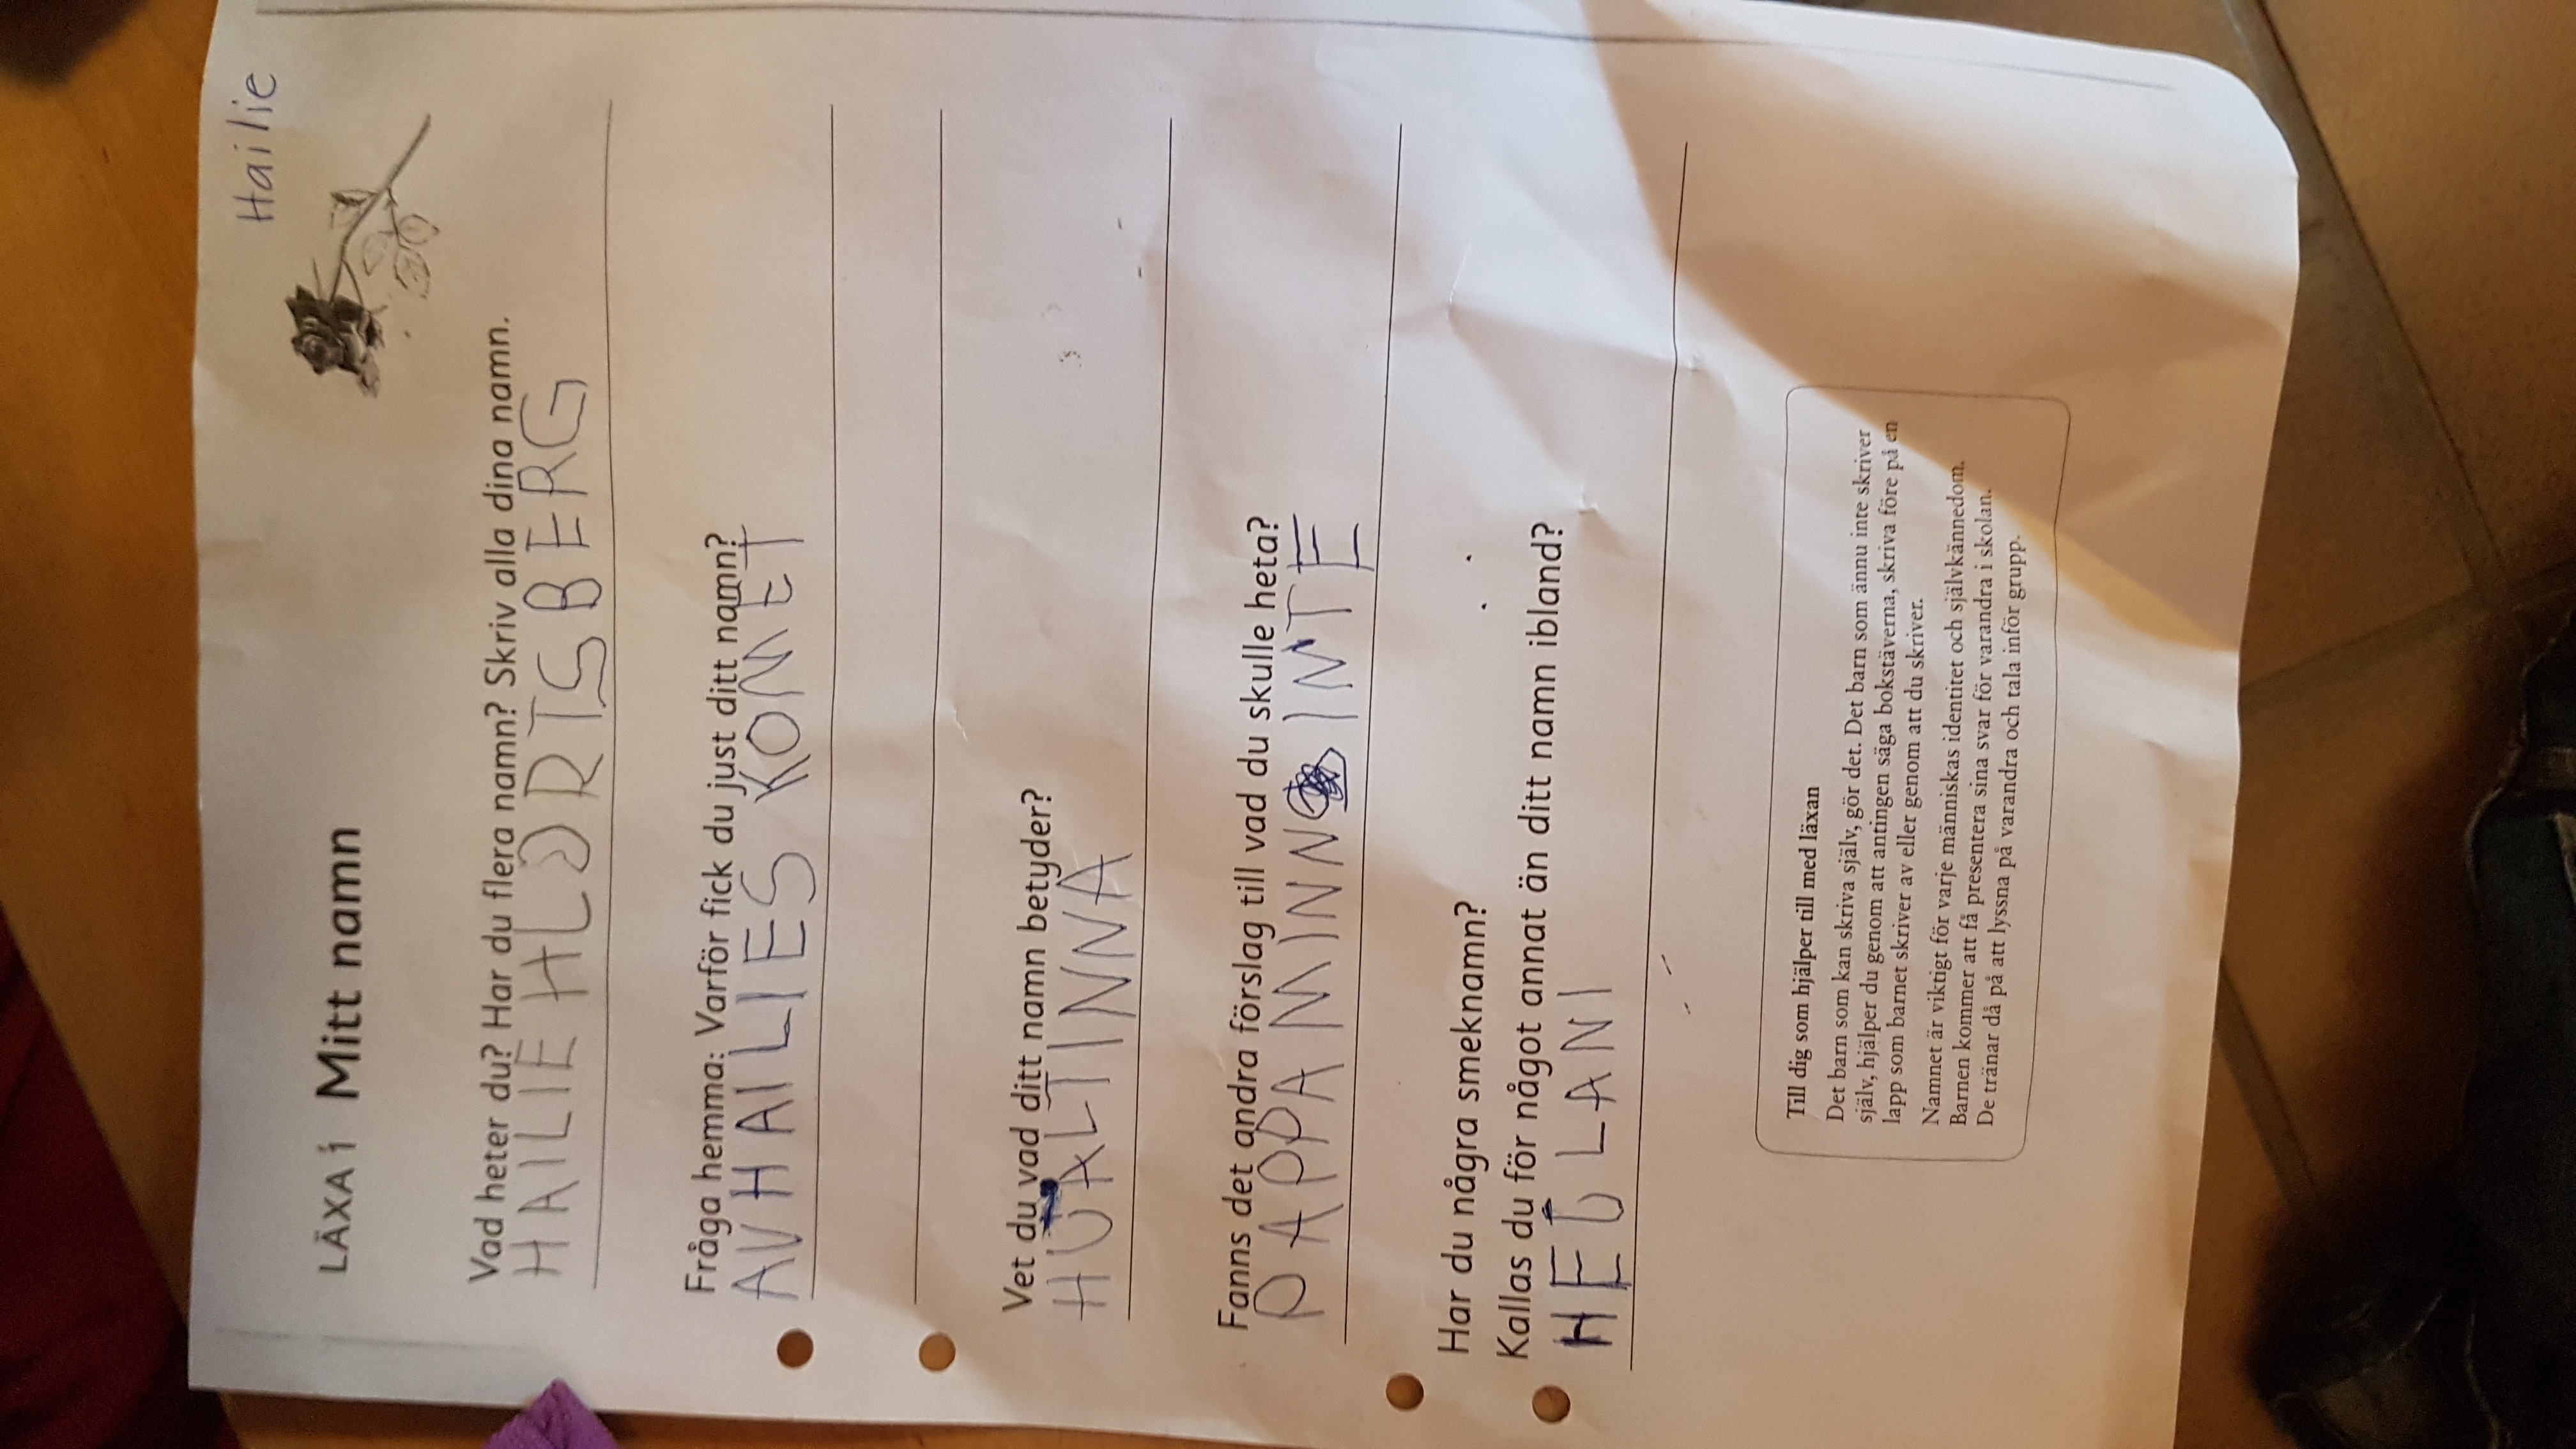 Hailie
LÄXA 1 Mitt namn
Vad heter du? Har du flera namn? Skriv alla dina namn.
HAILIE HLORTSBERG
Fråga hemma: Varför fick du just ditt namn?
AV HAILIES KOMET
Vet du vad ditt namn betyder?
HJÄLTINNA
Fanns det andra förslag till vad du skulle heta?
PAPPA MINNS INTE
Har du några smeknamn?
Kallas du för något annat än ditt namn ibland?
HEJLANI
Till dig som hjälper till med läxan
Det barn som kan skriva själv, gör det. Det barn som ännu inte skriver
själv, hjälper du genom att antingen säga bokstäverna, skriva före på en
lapp som barnet skriver av eller genom att du skriver.
Namnet är viktigt för varje människas identitet och självkännedom.
Barnen kommer att få presentera sina svar för varandra i skolan.
De tränar då på att lyssna på varandra och tala inför grupp.